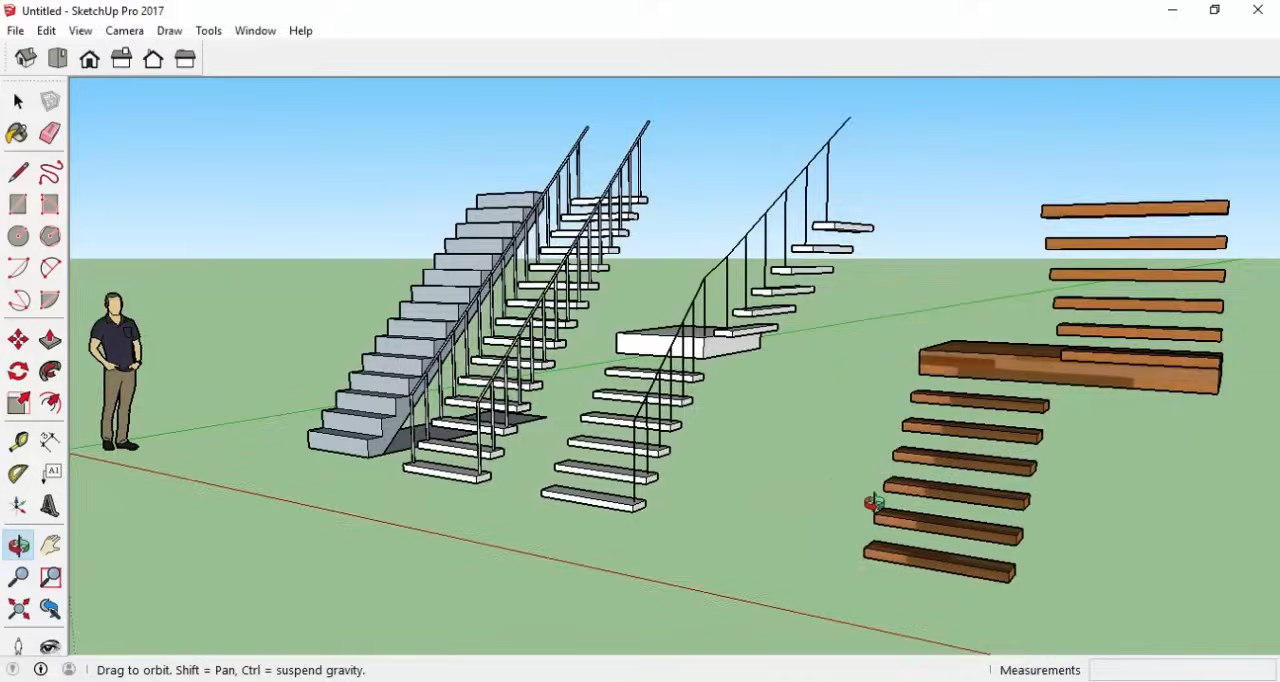 Untitled - SketchUp Pro 2017
File Edit View Camera Draw Tools Window Help
A1
Drag to orbit. Shift = Pan, Ctrl = suspend gravity.
Measurements